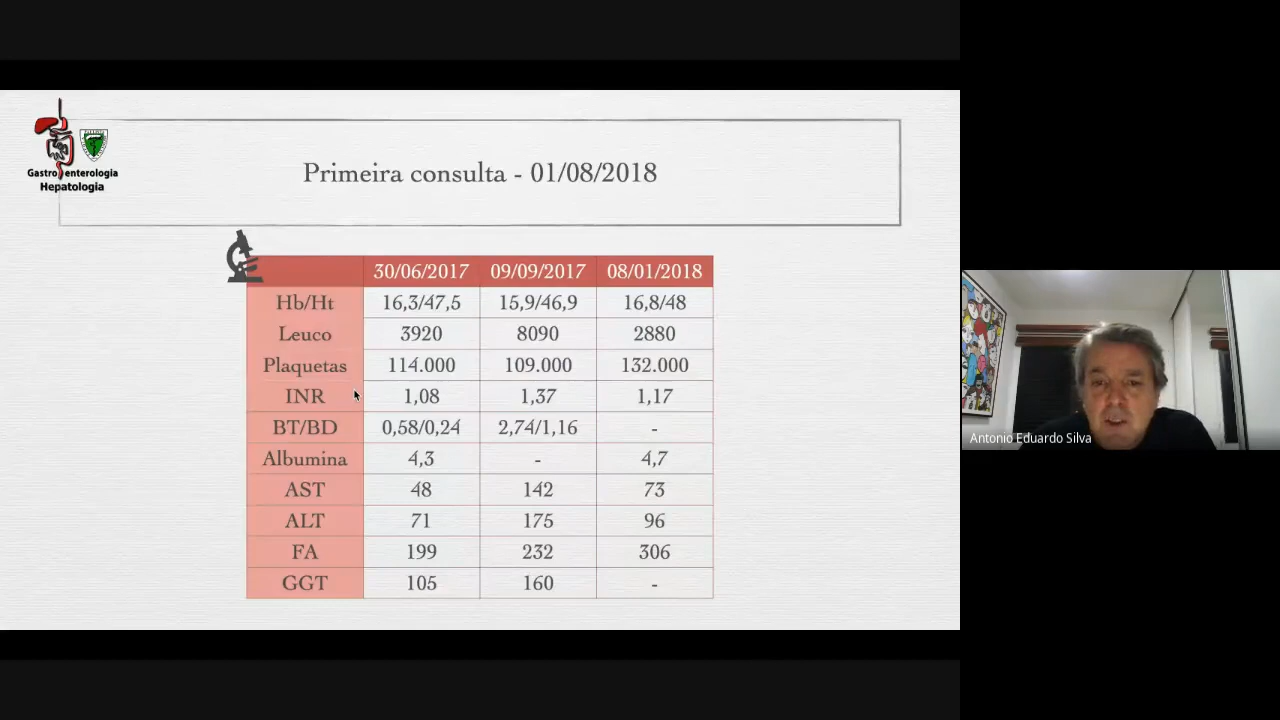 Gastroenterologia
Hepatologia
Primeira consulta - 01/08/2018
30/06/2017 09/09/2017 08/01/2018
Hb/Ht 16,3/47,5 15,9/46,9 16,8/48
Leuco 3920 8090 2880
Plaquetas 114.000 109.000 132.000
INR 1,08 1,37 1,17
BT/BD 0,58/0,24 2,74/1,16 -
Albumina 4,3 - 4,7
AST 48 142 73
ALT 71 175 96
FA 199 232 306
GGT 105 160 -
Antonio Eduardo Silva